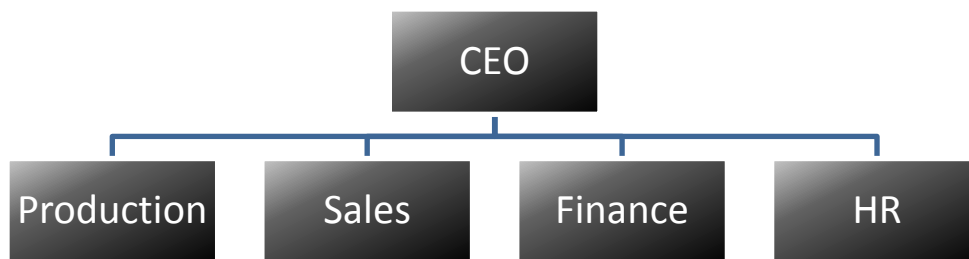 CEO
Production
Sales
Finance
HR